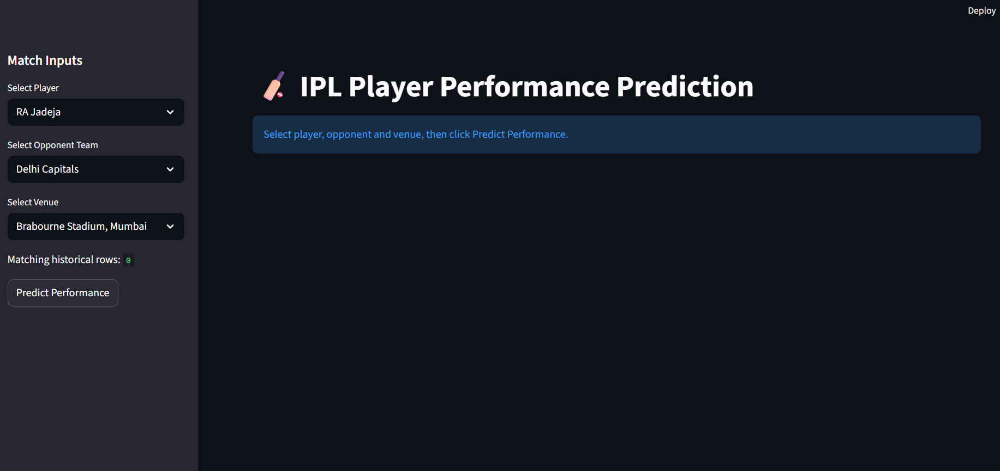 Deploy
Match Inputs
Select Player
RA Jadeja
Select Opponent Team
Delhi Capitals
Select Venue
Brabourne Stadium, Mumbai
Matching historical rows: 0
Predict Performance
IPL Player Performance Prediction
Select player, opponent and venue, then click Predict Performance.